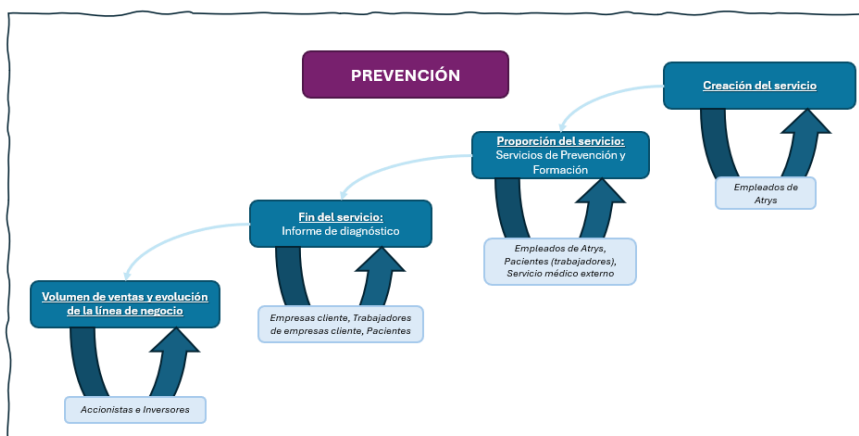 PREVENCIÓN
Creación del servicio
Empleados de
Atrys
Proporción del servicio:
Servicios de Prevención y
Formación
Empleados de Atrys,
Pacientes (trabajadores),
Servicio médico externo
Fin del servicio:
Informe de diagnóstico
Empresas cliente, Trabajadores
de empresas cliente, Pacientes
Volumen de ventas y evolución
de la línea de negocio
Accionistas e Inversores